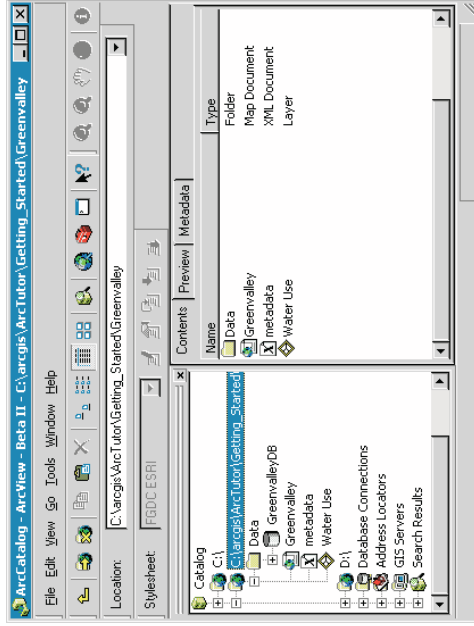 ArcCatalog - ArcView - Beta II - C:\arcgis\ArcTutor\Getting_Started\Greenvalley
File Edit View Go Tools Window Help
Location: C:\arcgis\ArcTutor\Getting_Started\Greenvalley
Stylesheet: FGDC ESRI
Catalog
C:\
C:\arcgis\ArcTutor\Getting_Started\
Data
GreenvalleyDB
Greenvalley
metadata
Water Use
D:\
Database Connections
Address Locators
GIS Servers
Search Results
Contents Preview Metadata
Name Type
Data Folder
Greenvalley Map Document
metadata XML Document
Water Use Layer